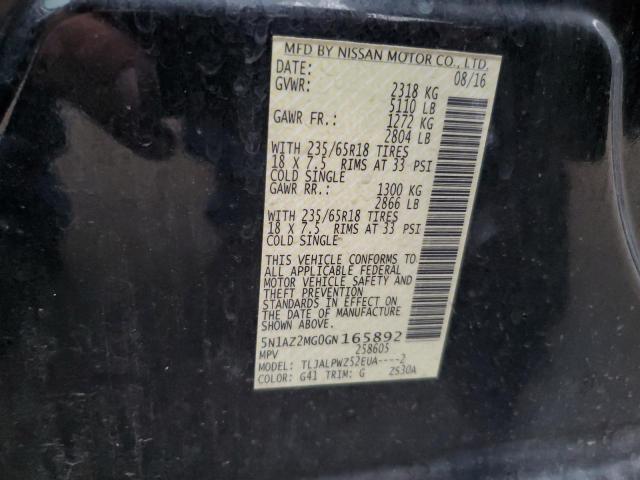 MFD BY NISSAN MOTOR CO., LTD.
DATE: 08/16
GVWR: 2318 KG
5110 LB
GAWR FR.: 1272 KG
2804 LB
WITH 235/65R18 TIRES
18 X 7.5 RIMS AT 33 PSI
COLD SINGLE
GAWR RR.: 1300 KG
2866 LB
WITH 235/65R18 TIRES
18 X 7.5 RIMS AT 33 PSI
COLD SINGLE
THIS VEHICLE CONFORMS TO
ALL APPLICABLE FEDERAL
MOTOR VEHICLE SAFETY AND
THEFT PREVENTION
STANDARDS IN EFFECT ON
THE DATE OF MANUFACTURE
SHOWN ABOVE.
5N1AZ2MG0GN165892
MPV 258605
MODEL: TLJALPWZ52EUA----2
COLOR: G41 TRIM: G ZS30A